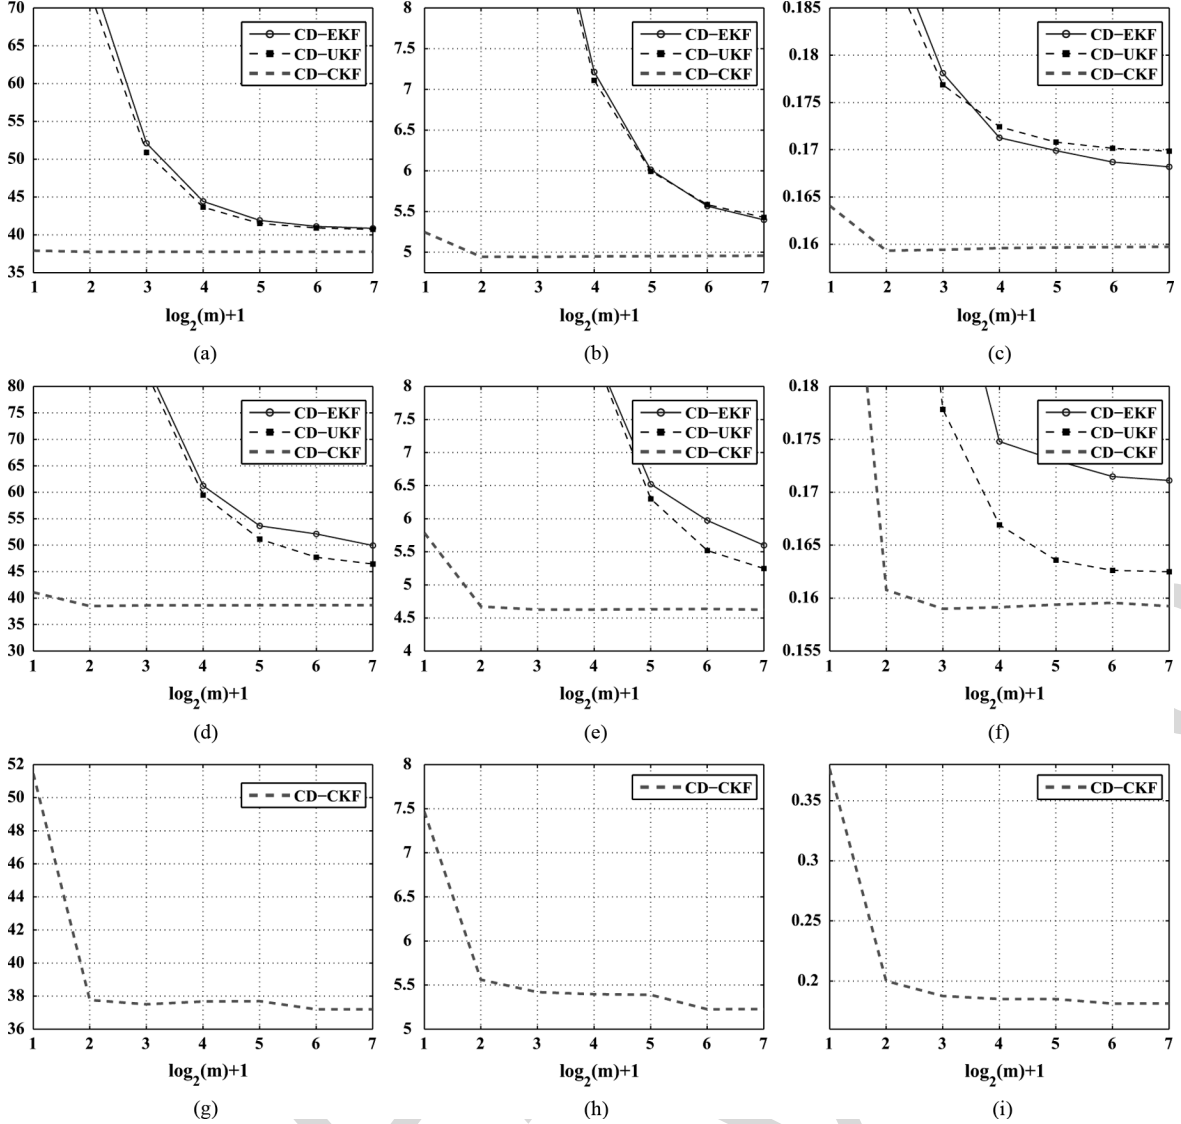 70
65
60
55
50
45
40
35
1 2 3 4 5 6 7
CD-EKF
CD-UKF
CD-CKF
log2(m)+1
(a)
8
7
6.5
6
5.5
5
1 2 3 4 5 6 7
CD-EKF
CD-UKF
CD-CKF
log2(m)+1
(b)
0.185
0.18
0.175
0.17
0.165
0.16
1 2 3 4 5 6 7
CD-EKF
CD-UKF
CD-CKF
log2(m)+1
(c)
80
75
70
65
60
55
50
45
40
35
30
1 2 3 4 5 6 7
CD-EKF
CD-UKF
CD-CKF
log2(m)+1
(d)
8
7.5
7
6.5
6
5.5
5
4.5
4
1 2 3 4 5 6 7
CD-EKF
CD-UKF
CD-CKF
log2(m)+1
(e)
0.18
0.175
0.17
0.165
0.16
0.155
1 2 3 4 5 6 7
CD-EKF
CD-UKF
CD-CKF
log2(m)+1
(f)
52
50
48
46
44
42
40
38
36
1 2 3 4 5 6 7
CD-CKF
log2(m)+1
(g)
8
7.5
7
6.5
6
5.5
5
1 2 3 4 5 6 7
CD-CKF
log2(m)+1
(h)
0.35
0.3
0.25
0.2
1 2 3 4 5 6 7
CD-CKF
log2(m)+1
(i)